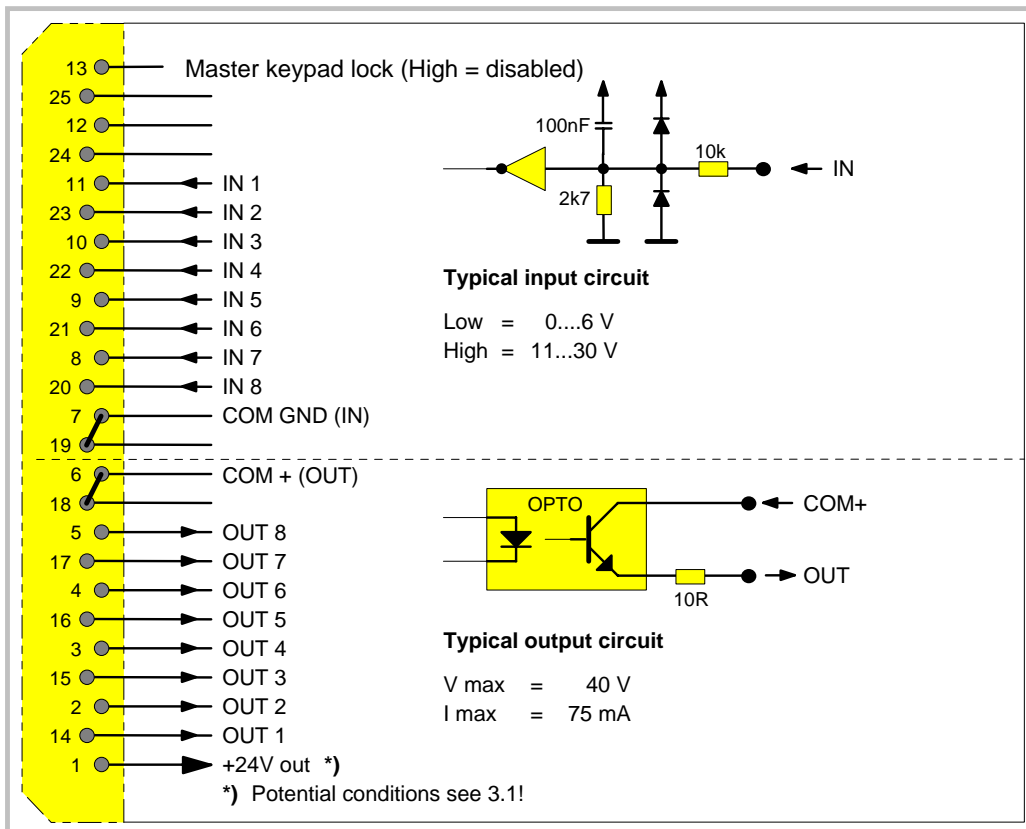 13 Master keypad lock (High = disabled)
25
12
24
11 IN 1
23 IN 2
10 IN 3
22 IN 4
9 IN 5
21 IN 6
8 IN 7
20 IN 8
7 COM GND (IN)
19
6 COM + (OUT)
18
5 OUT 8
17 OUT 7
4 OUT 6
16 OUT 5
3 OUT 4
15 OUT 3
2 OUT 2
14 OUT 1
1 +24V out *)
*) Potential conditions see 3.1!
100nF
10k
IN
2k7
Typical input circuit
Low = 0....6 V
High = 11...30 V
OPTO
COM+
OUT
10R
Typical output circuit
V max = 40 V
I max = 75 mA